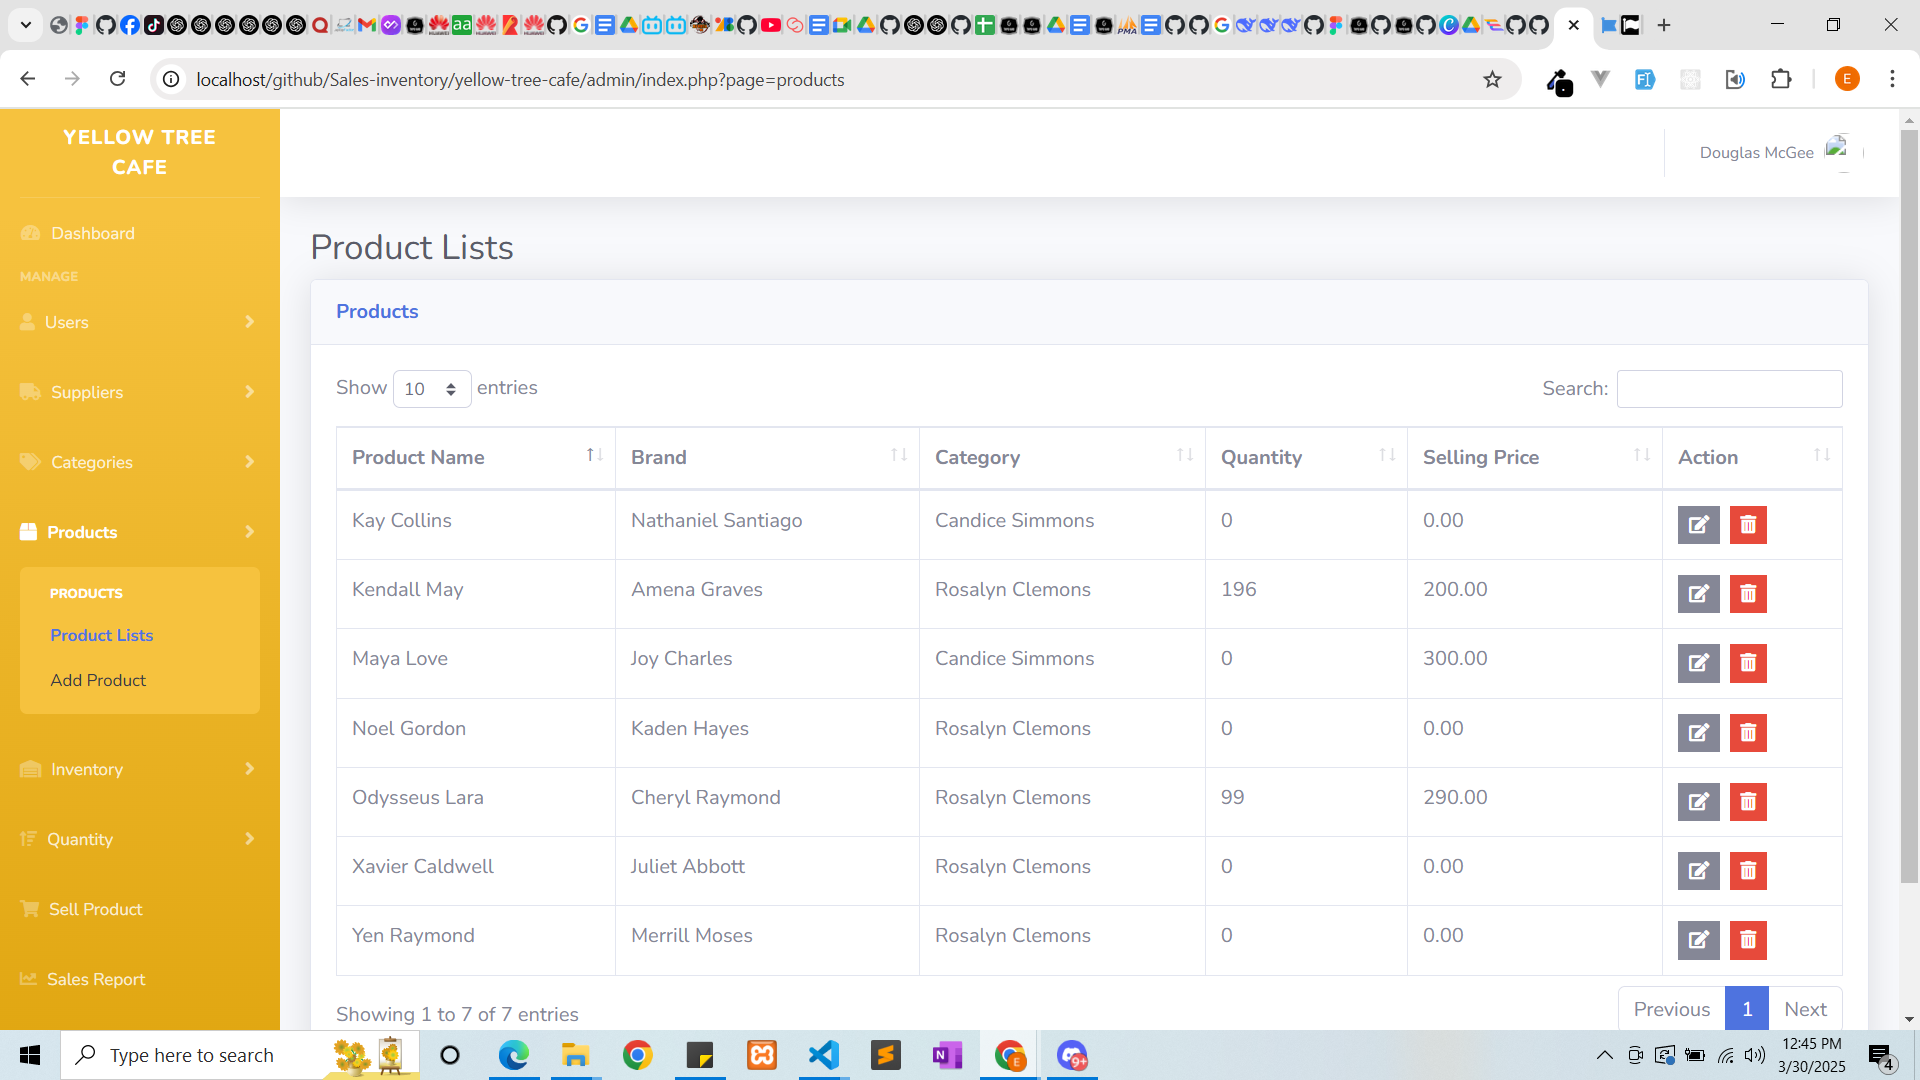 localhost/github/Sales-inventory/yellow-tree-cafe/admin/index.php?page=products
E
YELLOW TREE
CAFE
Douglas McGee
Dashboard
MANAGE
Users
Suppliers
Categories
Products
PRODUCTS
Product Lists
Add Product
Inventory
Quantity
Sell Product
Sales Report
Product Lists
Products
Show 10 entries
Search:
Product Name Brand Category Quantity Selling Price Action
Kay Collins Nathaniel Santiago Candice Simmons 0 0.00
Kendall May Amena Graves Rosalyn Clemons 196 200.00
Maya Love Joy Charles Candice Simmons 0 300.00
Noel Gordon Kaden Hayes Rosalyn Clemons 0 0.00
Odysseus Lara Cheryl Raymond Rosalyn Clemons 99 290.00
Xavier Caldwell Juliet Abbott Rosalyn Clemons 0 0.00
Yen Raymond Merrill Moses Rosalyn Clemons 0 0.00
Showing 1 to 7 of 7 entries
Previous 1 Next
Type here to search
9+
12:45 PM
3/30/2025
4